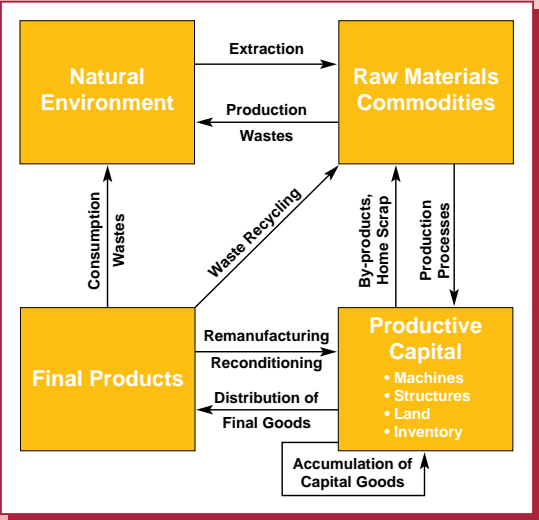 Natural
Environment
Extraction
Production
Wastes
Raw Materials
Commodities
Consumption
Wastes
Waste Recycling
By-products,
Home Scrap
Production
Processes
Final Products
Remanufacturing
Reconditioning
Distribution of
Final Goods
Productive
Capital
• Machines
• Structures
• Land
• Inventory
Accumulation of
Capital Goods